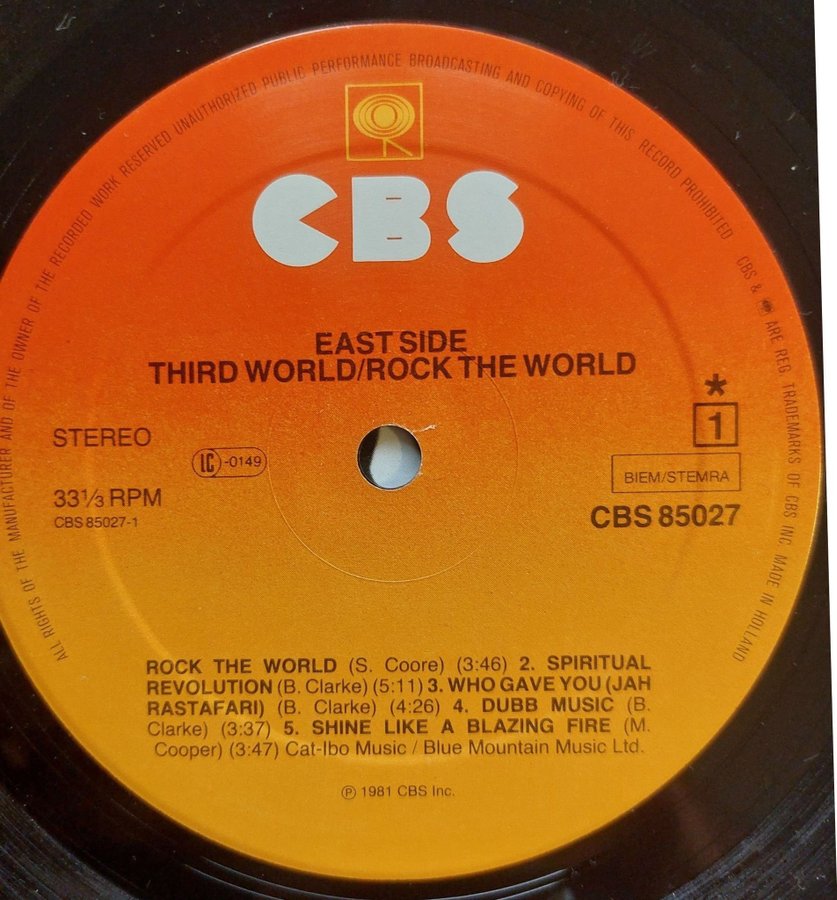 ALL RIGHTS OF THE MANUFACTURER AND OF THE OWNER OF THE RECORDED WORK RESERVED UNAUTHORIZED PUBLIC PERFORMANCE BROADCASTING AND COPYING OF THIS RECORD PROHIBITED
CBS & ARE REG. TRADEMARKS OF CBS INC. MADE IN HOLLAND
CBS
EAST SIDE
THIRD WORLD/ROCK THE WORLD
STEREO
LC-0149
33⅓ RPM
CBS 85027-1
*
1
BIEM/STEMRA
CBS 85027
ROCK THE WORLD (S. Coore) (3:46) 2. SPIRITUAL
REVOLUTION (B. Clarke) (5:11) 3. WHO GAVE YOU (JAH
RASTAFARI) (B. Clarke) (4:26) 4. DUBB MUSIC (B.
Clarke) (3:37) 5. SHINE LIKE A BLAZING FIRE (M.
Cooper) (3:47) Cat-Ibo Music / Blue Mountain Music Ltd.
℗ 1981 CBS Inc.